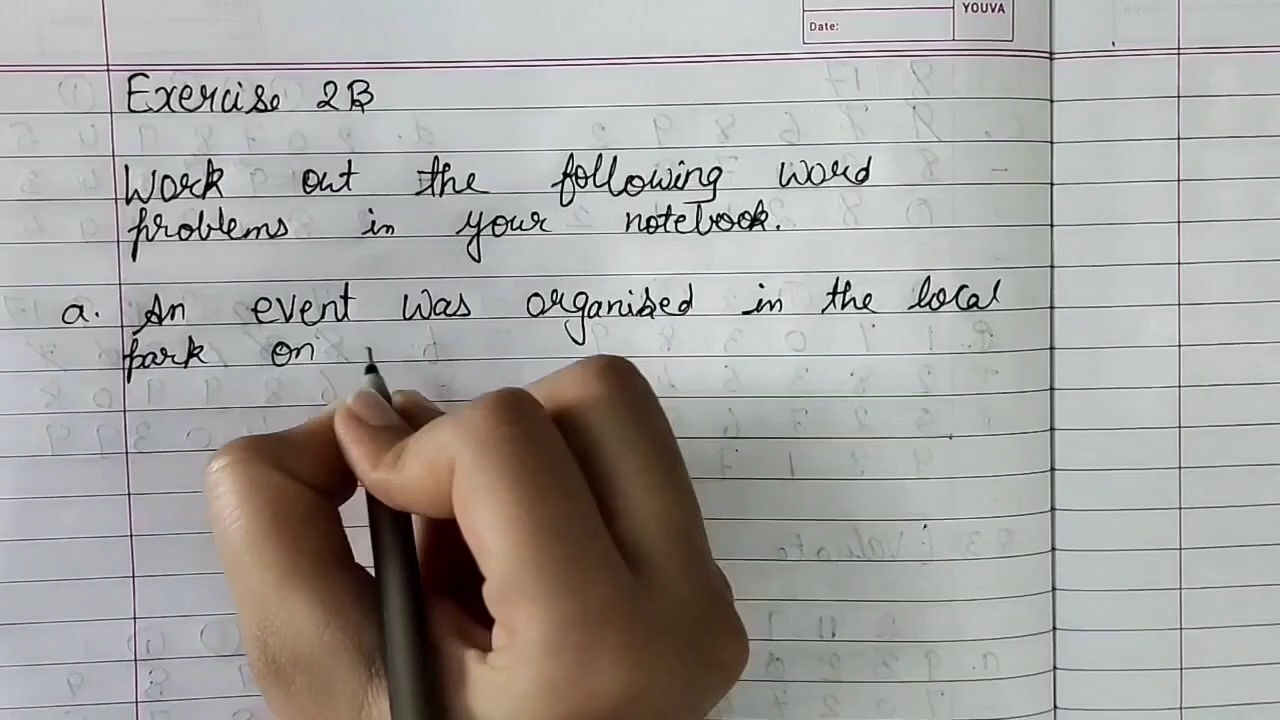 YOUVA
Date:
Exercise 2B
Work out the following word
problems in your notebook.
a. An event was organised in the local
park on